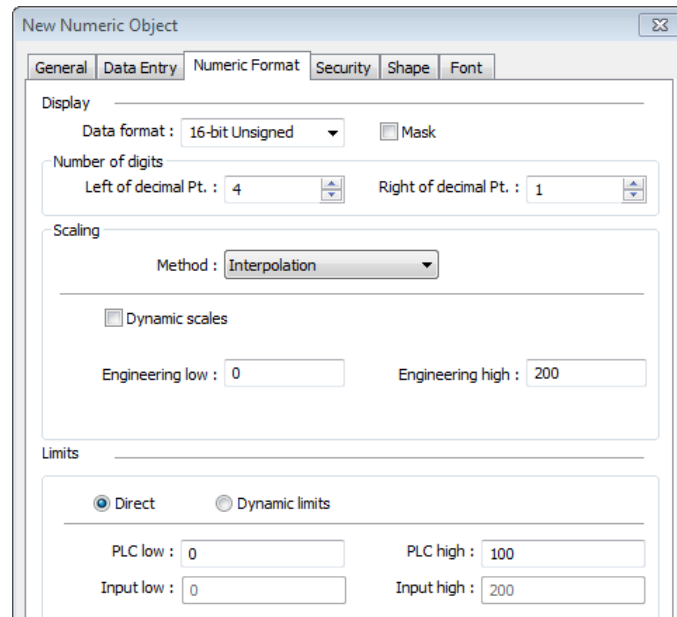 New Numeric Object
General Data Entry Numeric Format Security Shape Font
Display
Data format : 16-bit Unsigned Mask
Number of digits
Left of decimal Pt. : 4 Right of decimal Pt. : 1
Scaling
Method : Interpolation
Dynamic scales
Engineering low : 0 Engineering high : 200
Limits
Direct Dynamic limits
PLC low : 0 PLC high : 100
Input low : 0 Input high : 200